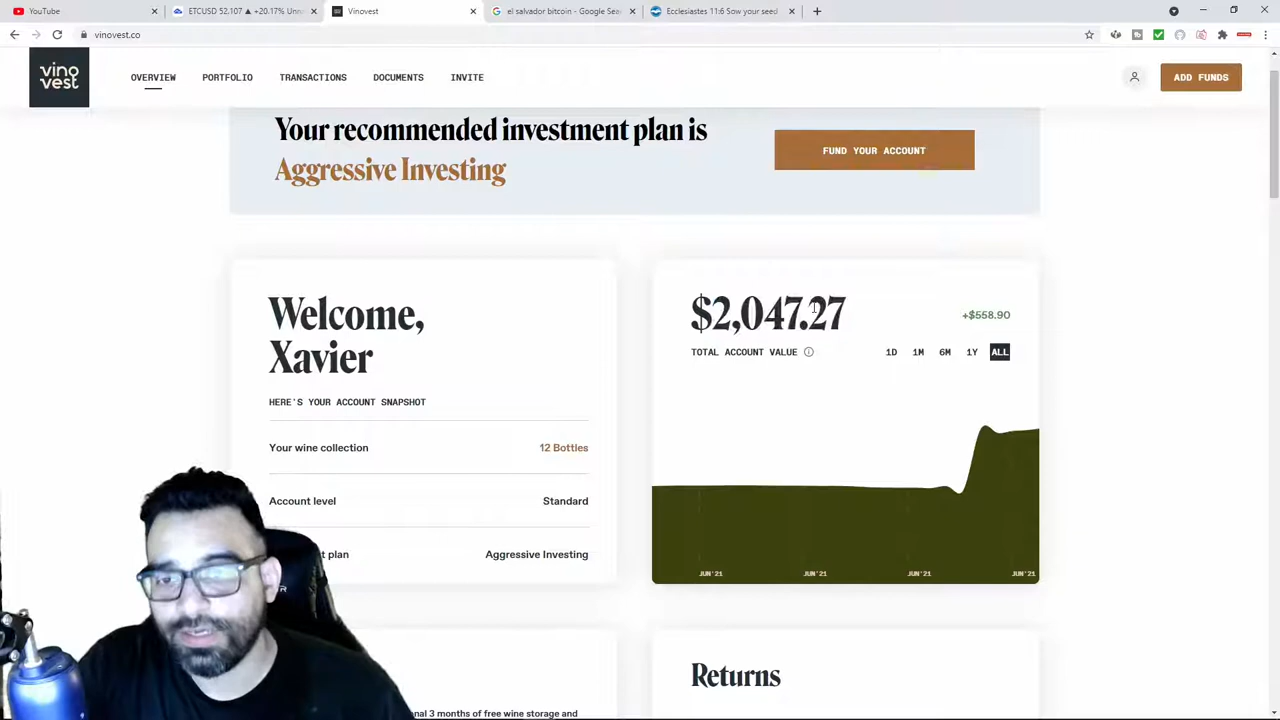 YouTube
ETCUSD 52.107 ▲ +20.17% Unn
Vinovest
el salvador bitcoin - Google Sea
Ecclesiastes 11:6 Sow your seed
vinovest.co
vino
vest
OVERVIEW
PORTFOLIO
TRANSACTIONS
DOCUMENTS
INVITE
ADD FUNDS
Your recommended investment plan is
Aggressive Investing
FUND YOUR ACCOUNT
Welcome,
Xavier
HERE'S YOUR ACCOUNT SNAPSHOT
Your wine collection 12 Bottles
Account level Standard
t plan Aggressive Investing
$2,047.27
+$558.90
TOTAL ACCOUNT VALUE
1D 1M 6M 1Y ALL
JUN'21 JUN'21 JUN'21 JUN'21
nal 3 months of free wine storage and
Returns